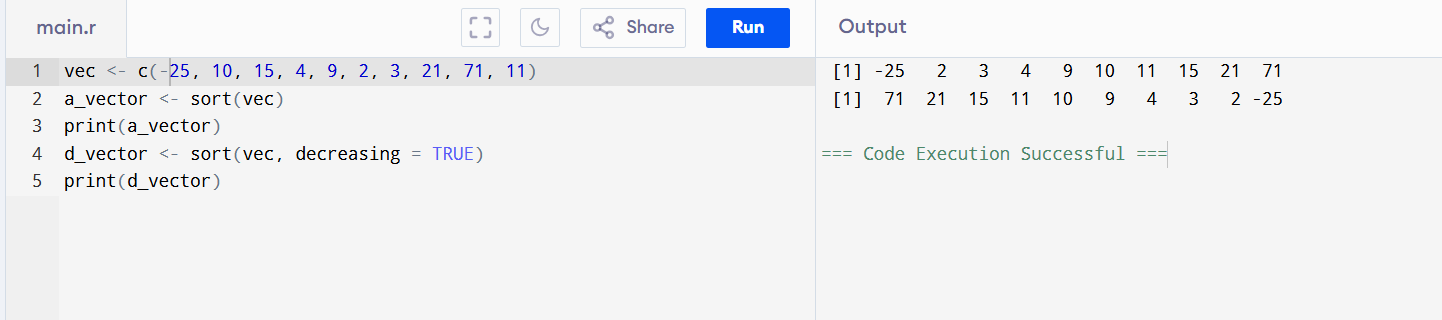 main.r
Share
Run
Output
1 vec <- c(-25, 10, 15, 4, 9, 2, 3, 21, 71, 11)
2 a_vector <- sort(vec)
3 print(a_vector)
4 d_vector <- sort(vec, decreasing = TRUE)
5 print(d_vector)
[1] -25   2   3   4   9  10  11  15  21  71
[1]  71  21  15  11  10   9   4   3   2 -25
=== Code Execution Successful ===